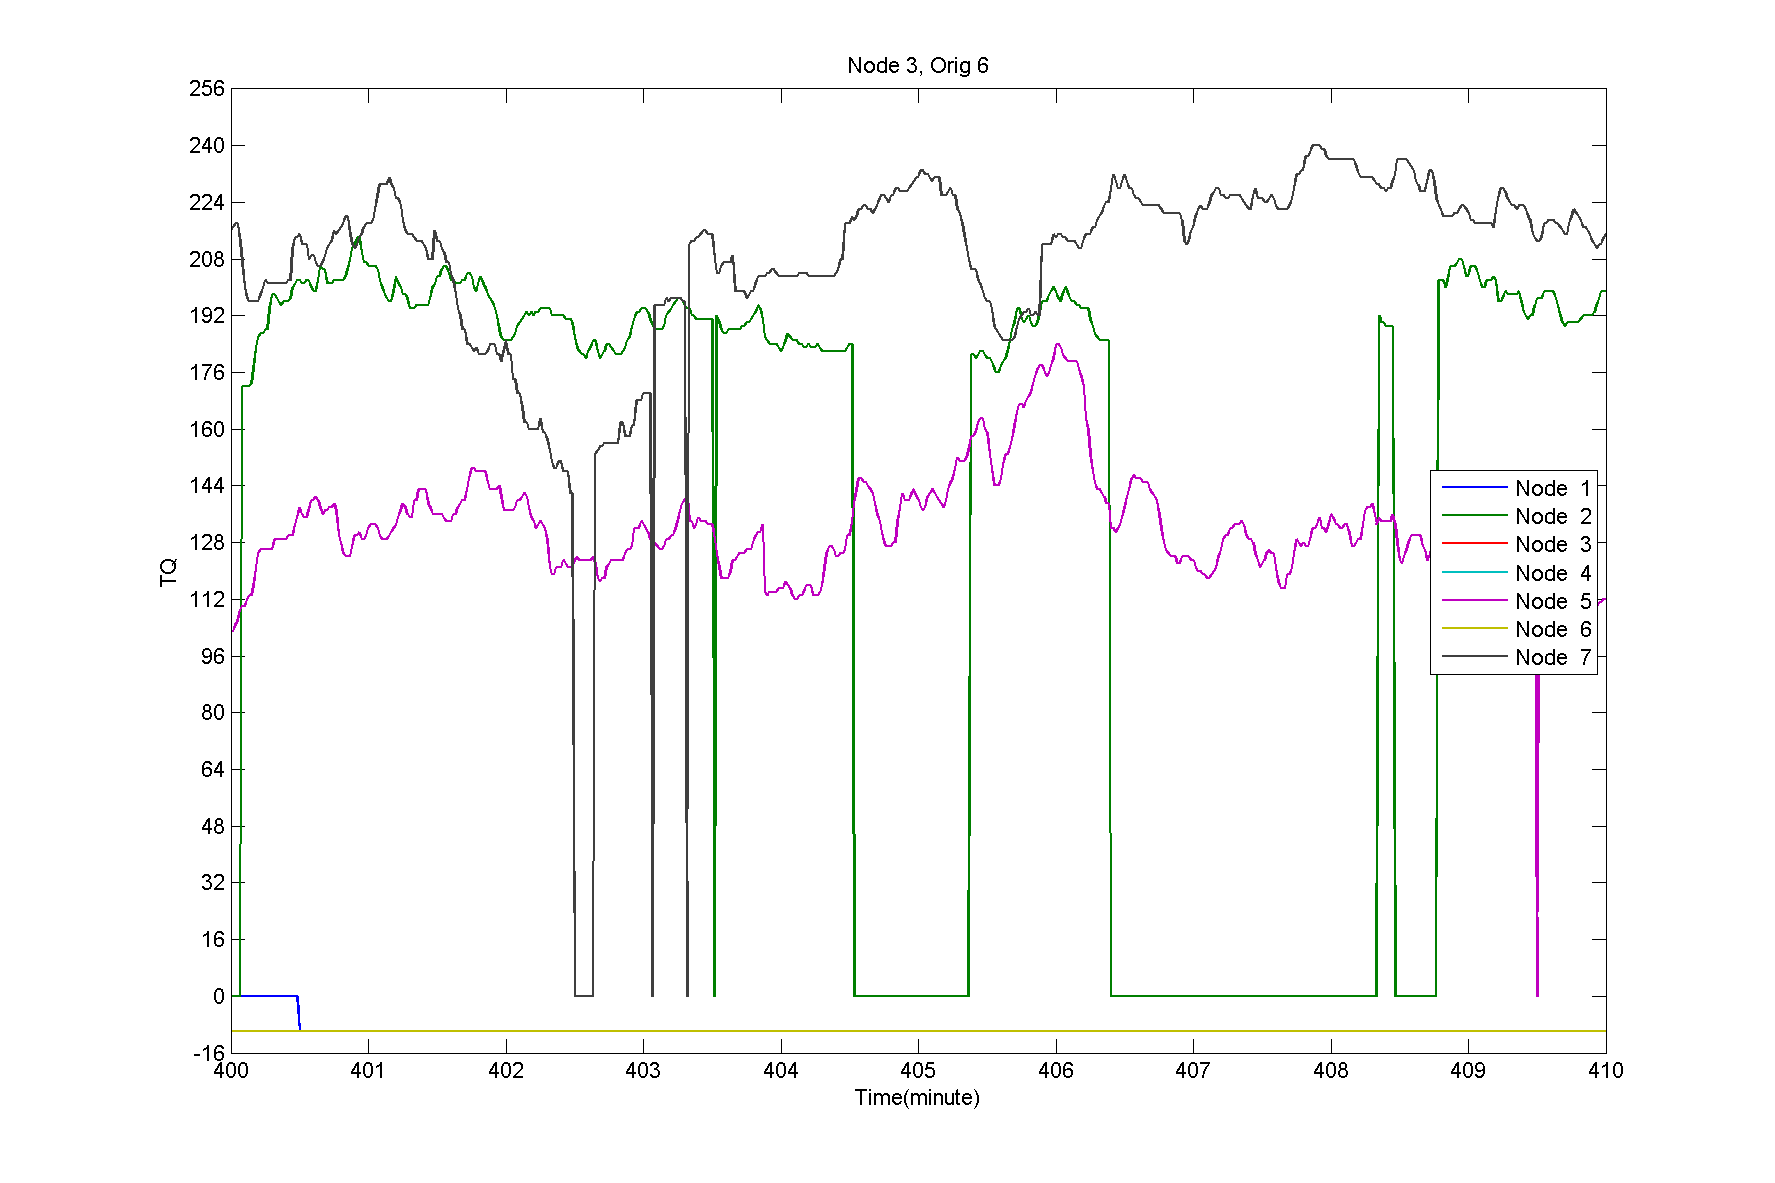 Node 3, Orig 6
256
240
224
208
192
176
160
144
128
112
96
80
64
48
32
16
0
-16
TQ
400 401 402 403 404 405 406 407 408 409 410
Time(minute)
Node 1
Node 2
Node 3
Node 4
Node 5
Node 6
Node 7